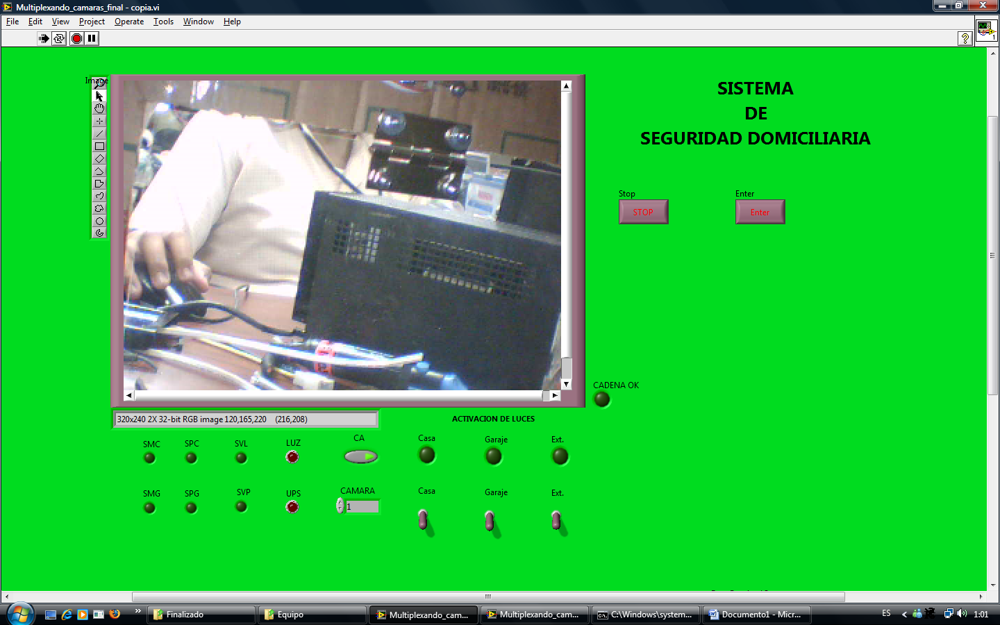 Multiplexando_camaras_final - copia.vi
File Edit View Project Operate Tools Window Help
1
Image
SISTEMA
DE
SEGURIDAD DOMICILIARIA
Stop Enter
STOP Enter
CADENA OK
320x240 2X 32-bit RGB image 120,165,220 (216,208)
ACTIVACION DE LUCES
SMC SPC SVL LUZ CA Casa Garaje Ext.
SMG SPG SVP UPS CAMARA Casa Garaje Ext.
1
Finalizado Equipo Multiplexando_cam... Multiplexando_cam... C:\Windows\system... Documento1 - Micr... ES 1:01